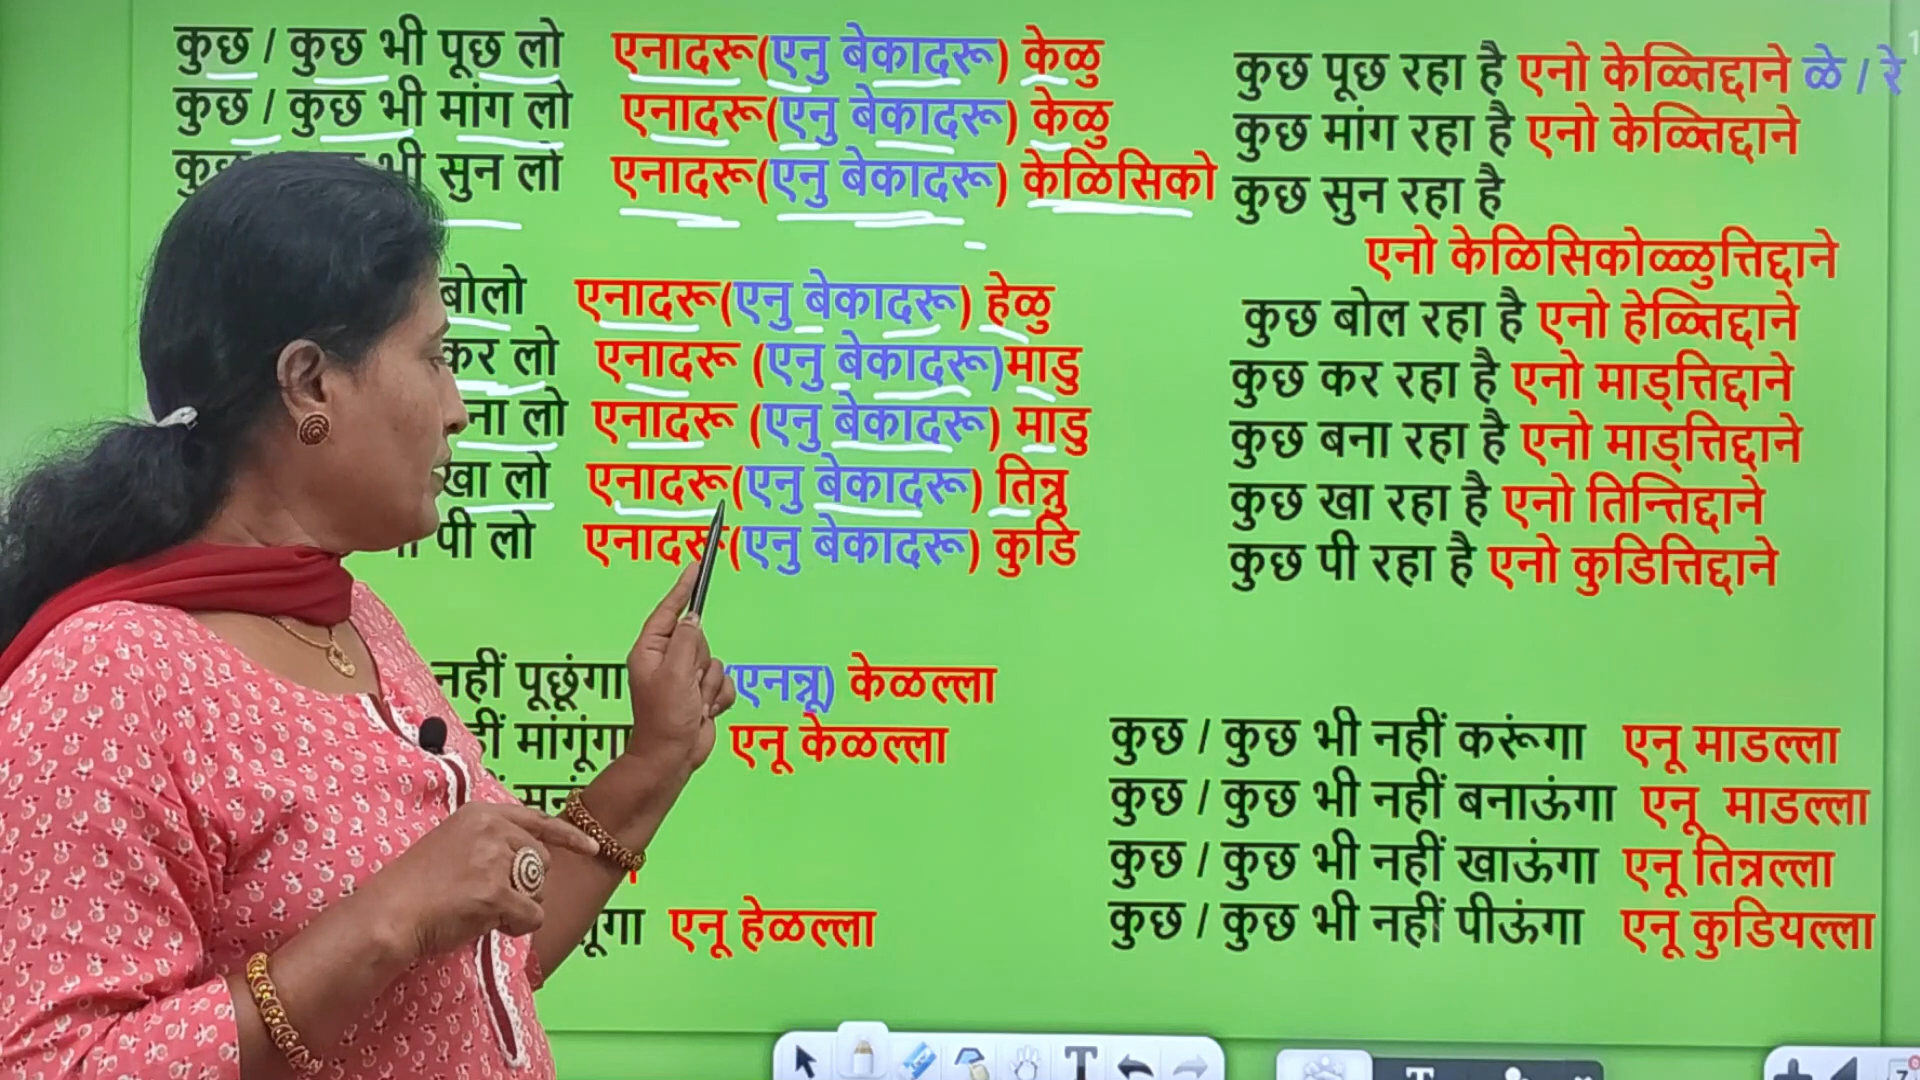 कुछ / कुछ भी पूछ लो एनादरू(एनु बेकादरू) केळु
कुछ / कुछ भी मांग लो एनादरू(एनु बेकादरू) केळु
भी सुन लो एनादरू(एनु बेकादरू) केळिसिको
बोलो एनादरू(एनु बेकादरू) हेळु
कर लो एनादरू (एनु बेकादरू)माडु
लो एनादरू (एनु बेकादरू) माडु
खा लो एनादरू(एनु बेकादरू) तिन्नु
पी लो एनादरू(एनु बेकादरू) कुडि
कुछ पूछ रहा है एनो केळ्तिद्दाने ळे / रे
कुछ मांग रहा है एनो केळ्तिद्दाने
कुछ सुन रहा है
एनो केळिसिकोळ्ळुत्तिद्दाने
कुछ बोल रहा है एनो हेळ्तिद्दाने
कुछ कर रहा है एनो माड्त्तिद्दाने
कुछ बना रहा है एनो माड्त्तिद्दाने
कुछ खा रहा है एनो तिन्तिद्दाने
कुछ पी रहा है एनो कुडित्तिद्दाने
नहीं पूछूंगा (एनन्नू) केळल्ला
मांगूंगा एनू केळल्ला
एनू हेळल्ला
कुछ / कुछ भी नहीं करूंगा एनू माडल्ला
कुछ / कुछ भी नहीं बनाऊंगा एनू माडल्ला
कुछ / कुछ भी नहीं खाऊंगा एनू तिन्नल्ला
कुछ / कुछ भी नहीं पीऊंगा एनू कुडियल्ला